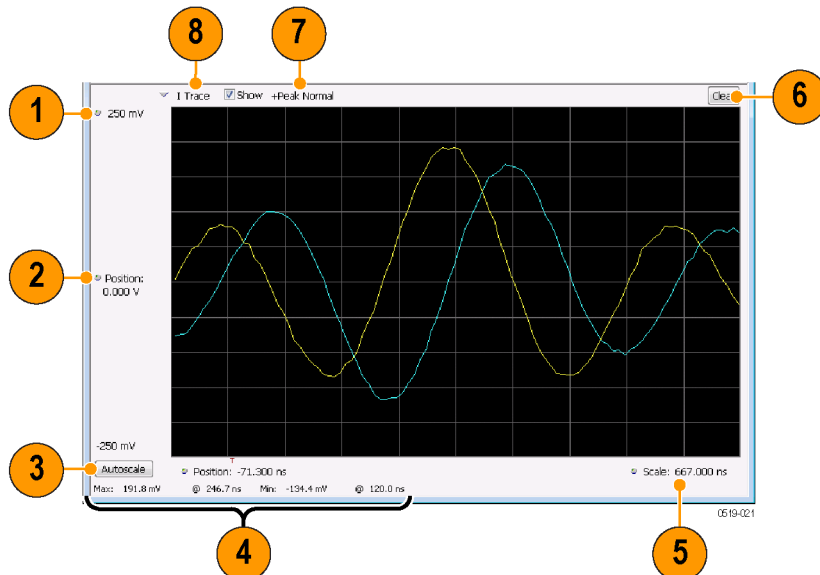 8
7
1
6
I Trace
Show
+Peak Normal
Clear
250 mV
2
Position:
0.000 V
-250 mV
3
Autoscale
T
Position: -71.300 ns
Scale: 667.000 ns
Max: 191.8 mV @ 246.7 ns Min: -134.4 mV @ 120.0 ns
0519-021
4
5